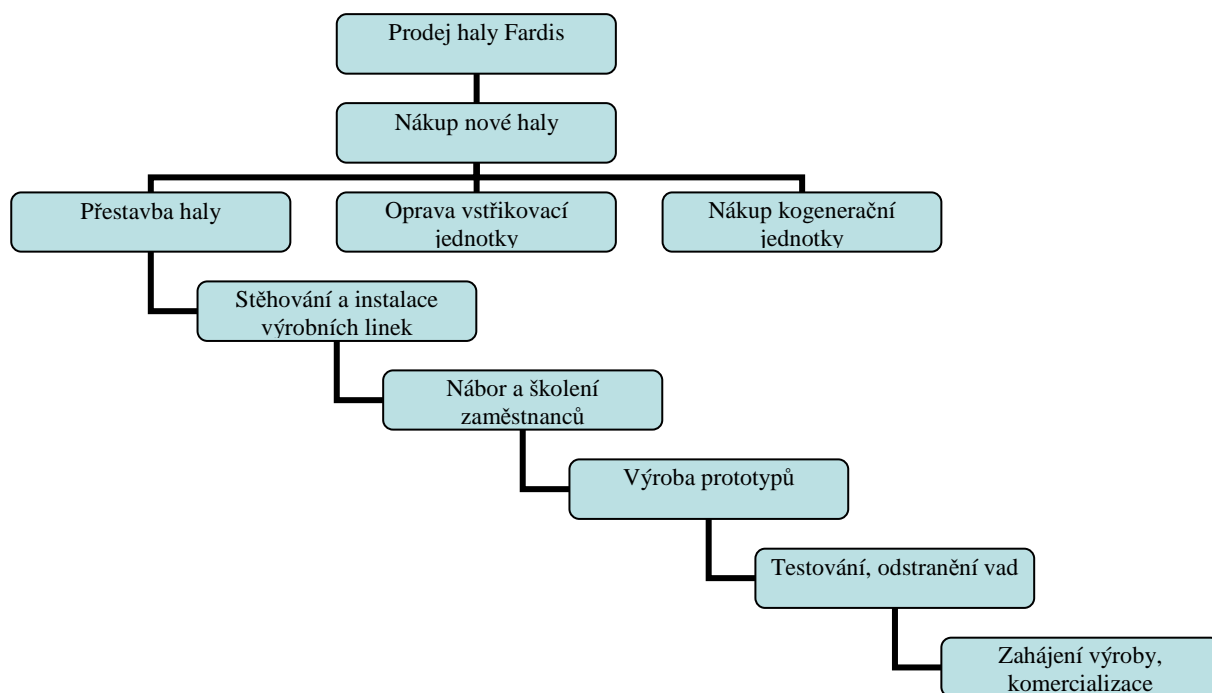 Prodej haly Fardis
Nákup nové haly
Přestavba haly
Oprava vstřikovací
jednotky
Nákup kogenerační
jednotky
Stěhování a instalace
výrobních linek
Nábor a školení
zaměstnanců
Výroba prototypů
Testování, odstranění vad
Zahájení výroby,
komercializace